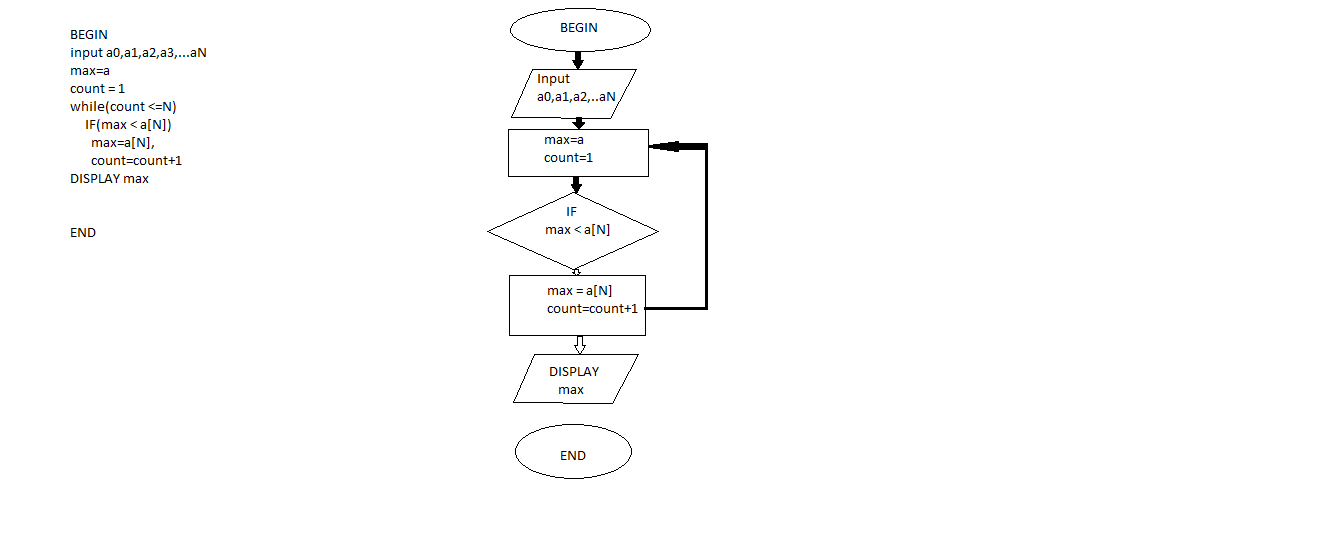 BEGIN
input a0,a1,a2,a3,...aN
max=a
count = 1
while(count <=N)
IF(max < a[N])
max=a[N],
count=count+1
DISPLAY max
END
BEGIN
Input
a0,a1,a2,..aN
max=a
count=1
IF
max < a[N]
max = a[N]
count=count+1
DISPLAY
max
END